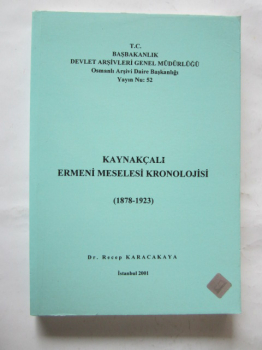 T.C.
BAŞBAKANLIK
DEVLET ARŞİVLERİ GENEL MÜDÜRLÜĞÜ
Osmanlı Arşivi Daire Başkanlığı
Yayın Nu: 52
KAYNAKÇALI
ERMENİ MESELESİ KRONOLOJİSİ
(1878-1923)
Dr. Recep KARACAKAYA
İstanbul 2001